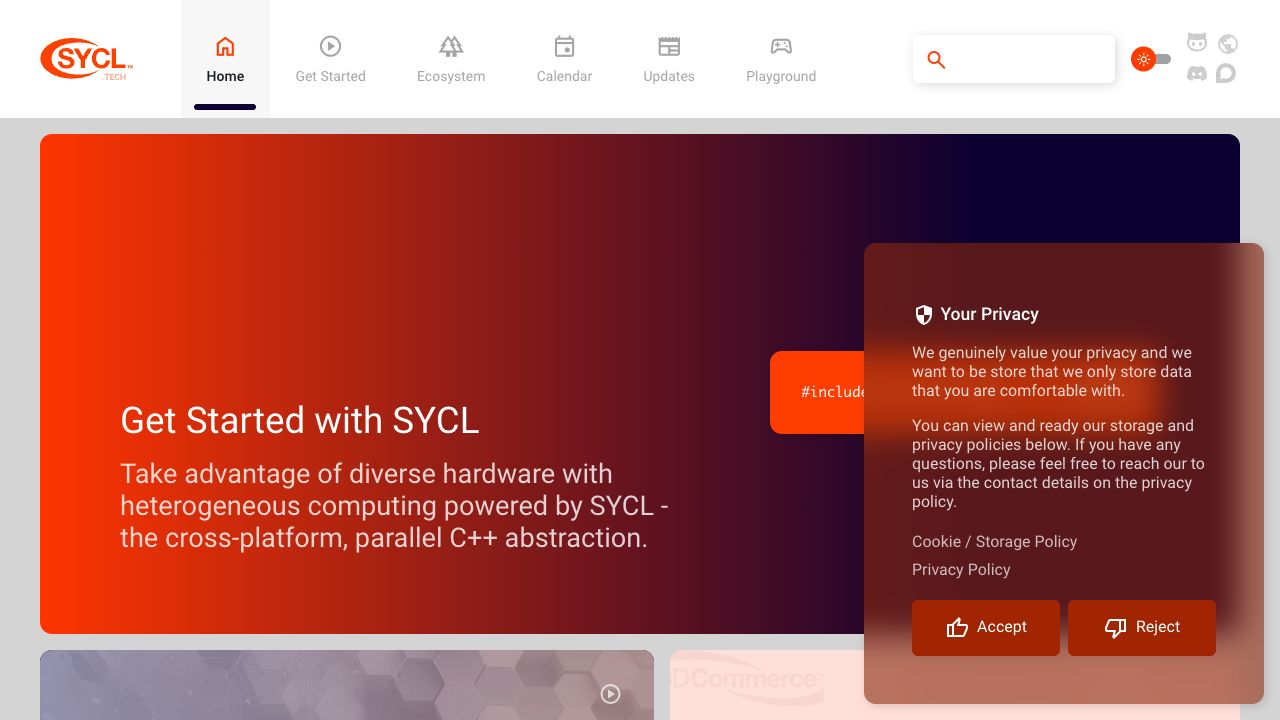 SYCL™
.TECH
Home
Get Started
Ecosystem
Calendar
Updates
Playground
Get Started with SYCL
Take advantage of diverse hardware with
heterogeneous computing powered by SYCL -
the cross-platform, parallel C++ abstraction.
#include
Your Privacy
We genuinely value your privacy and we
want to be store that we only store data
that you are comfortable with.
You can view and ready our storage and
privacy policies below. If you have any
questions, please feel free to reach our to
us via the contact details on the privacy
policy.
Cookie / Storage Policy
Privacy Policy
Accept
Reject
DCommerce